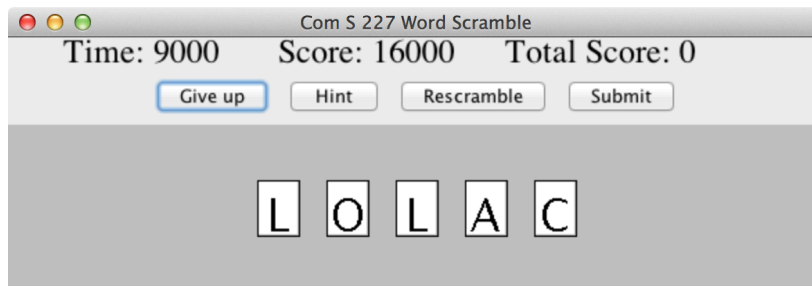 Com S 227 Word Scramble
Time: 9000 Score: 16000 Total Score: 0
Give up Hint Rescramble Submit
L O L A C